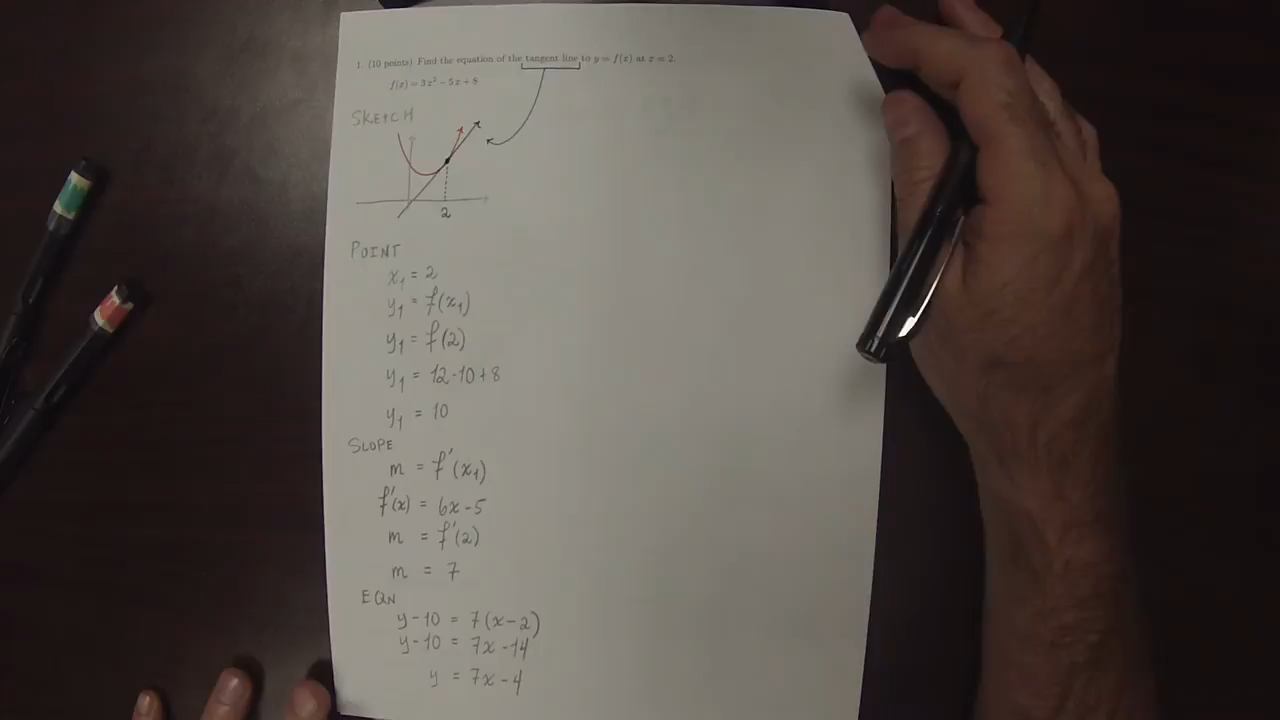 1. (10 points) Find the equation of the tangent line to y = f(x) at x = 2.
f(x) = 3x² − 5x + 8
SKETCH
2
POINT
x₁ = 2
y₁ = f(x₁)
y₁ = f(2)
y₁ = 12-10+8
y₁ = 10
SLOPE
m = f'(x₁)
f'(x) = 6x-5
m = f'(2)
m = 7
EQN
y-10 = 7(x-2)
y-10 = 7x-14
y = 7x-4